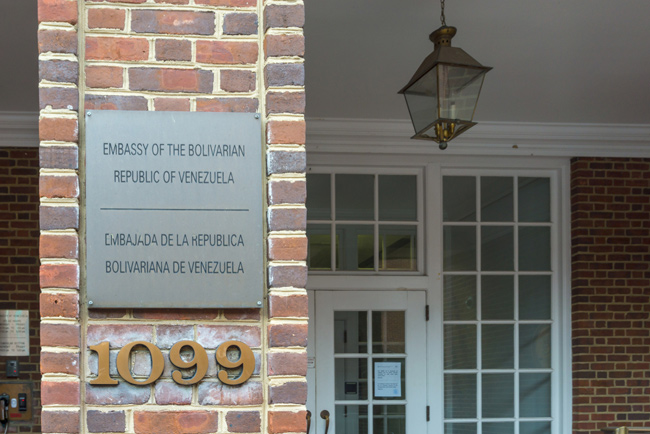 EMBASSY OF THE BOLIVARIAN
REPUBLIC OF VENEZUELA
EMBAJADA DE LA REPUBLICA
BOLIVARIANA DE VENEZUELA
1099